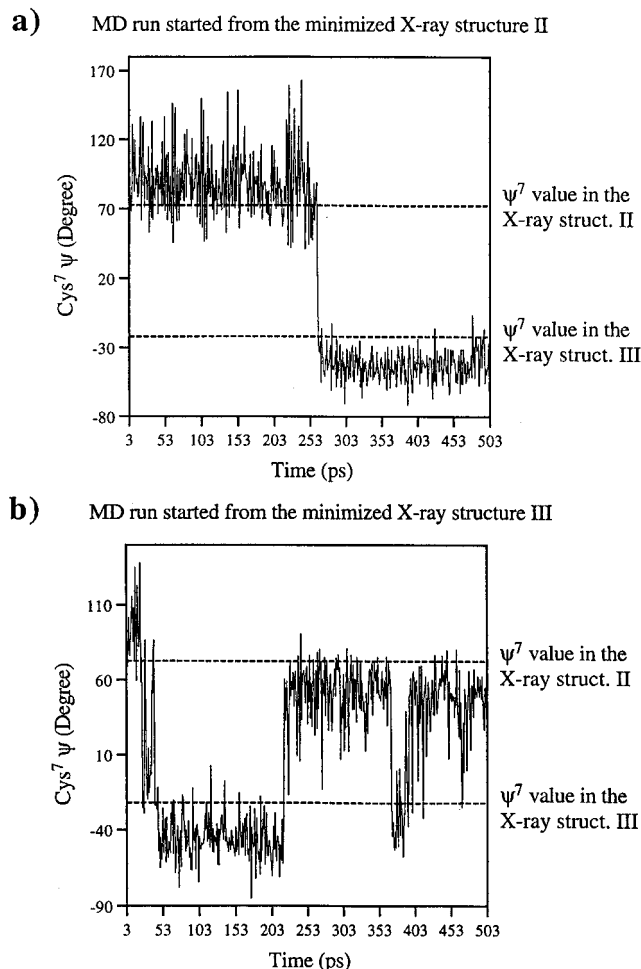 a) MD run started from the minimized X-ray structure II
170
120
70
20
-30
-80
Cys⁷ ψ (Degree)
ψ⁷ value in the
X-ray struct. II
ψ⁷ value in the
X-ray struct. III
3 53 103 153 203 253 303 353 403 453 503
Time (ps)
b) MD run started from the minimized X-ray structure III
110
60
10
-40
-90
Cys⁷ ψ (Degree)
ψ⁷ value in the
X-ray struct. II
ψ⁷ value in the
X-ray struct. III
3 53 103 153 203 253 303 353 403 453 503
Time (ps)